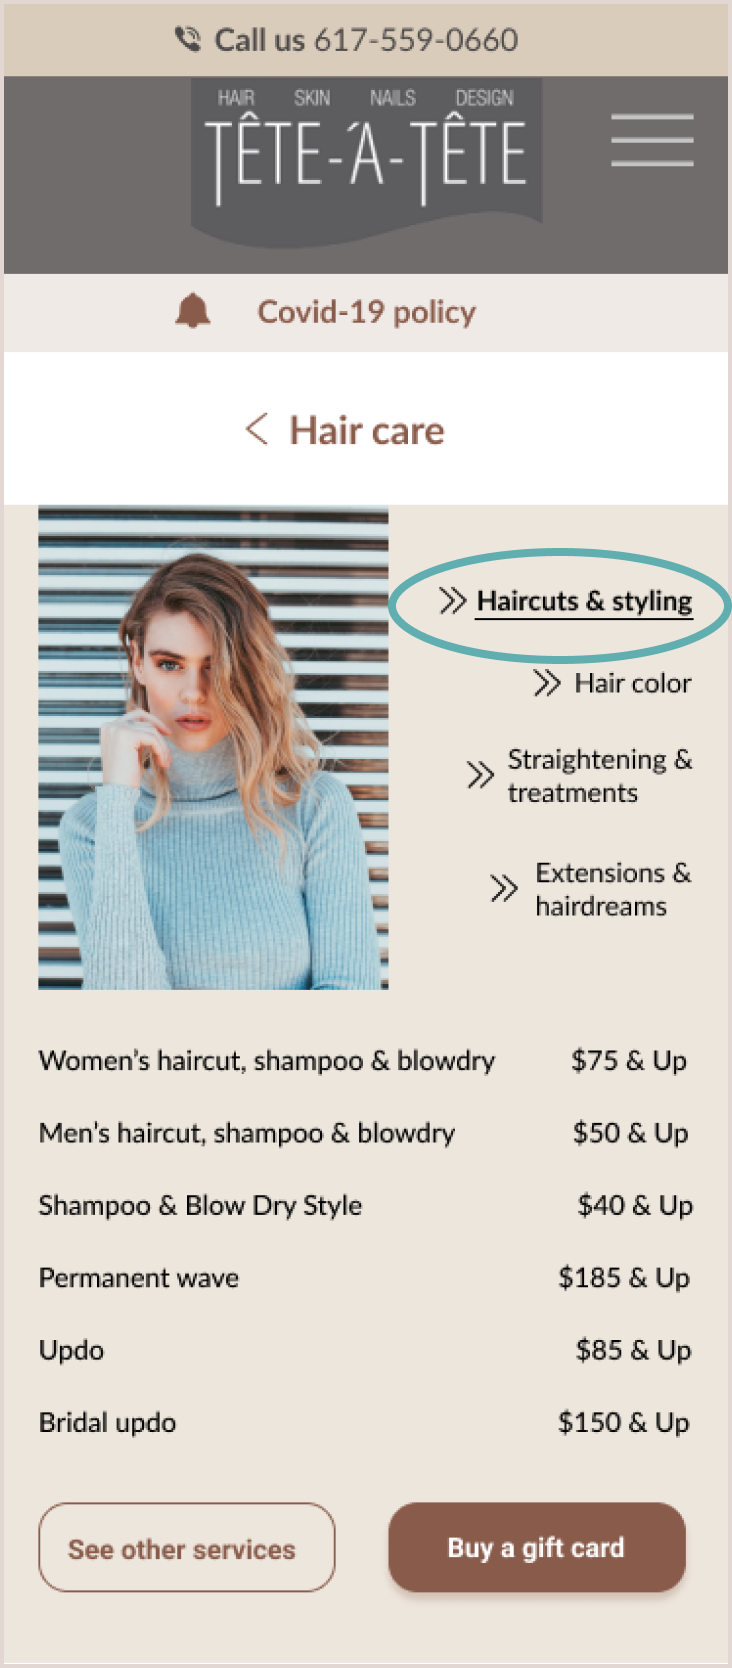 Call us 617-559-0660
HAIR SKIN NAILS DESIGN
TÊTE-Á-TÊTE
Covid-19 policy
Hair care
Haircuts & styling
Hair color
Straightening &
treatments
Extensions &
hairdreams
Women's haircut, shampoo & blowdry $75 & Up
Men's haircut, shampoo & blowdry $50 & Up
Shampoo & Blow Dry Style $40 & Up
Permanent wave $185 & Up
Updo $85 & Up
Bridal updo $150 & Up
See other services Buy a gift card